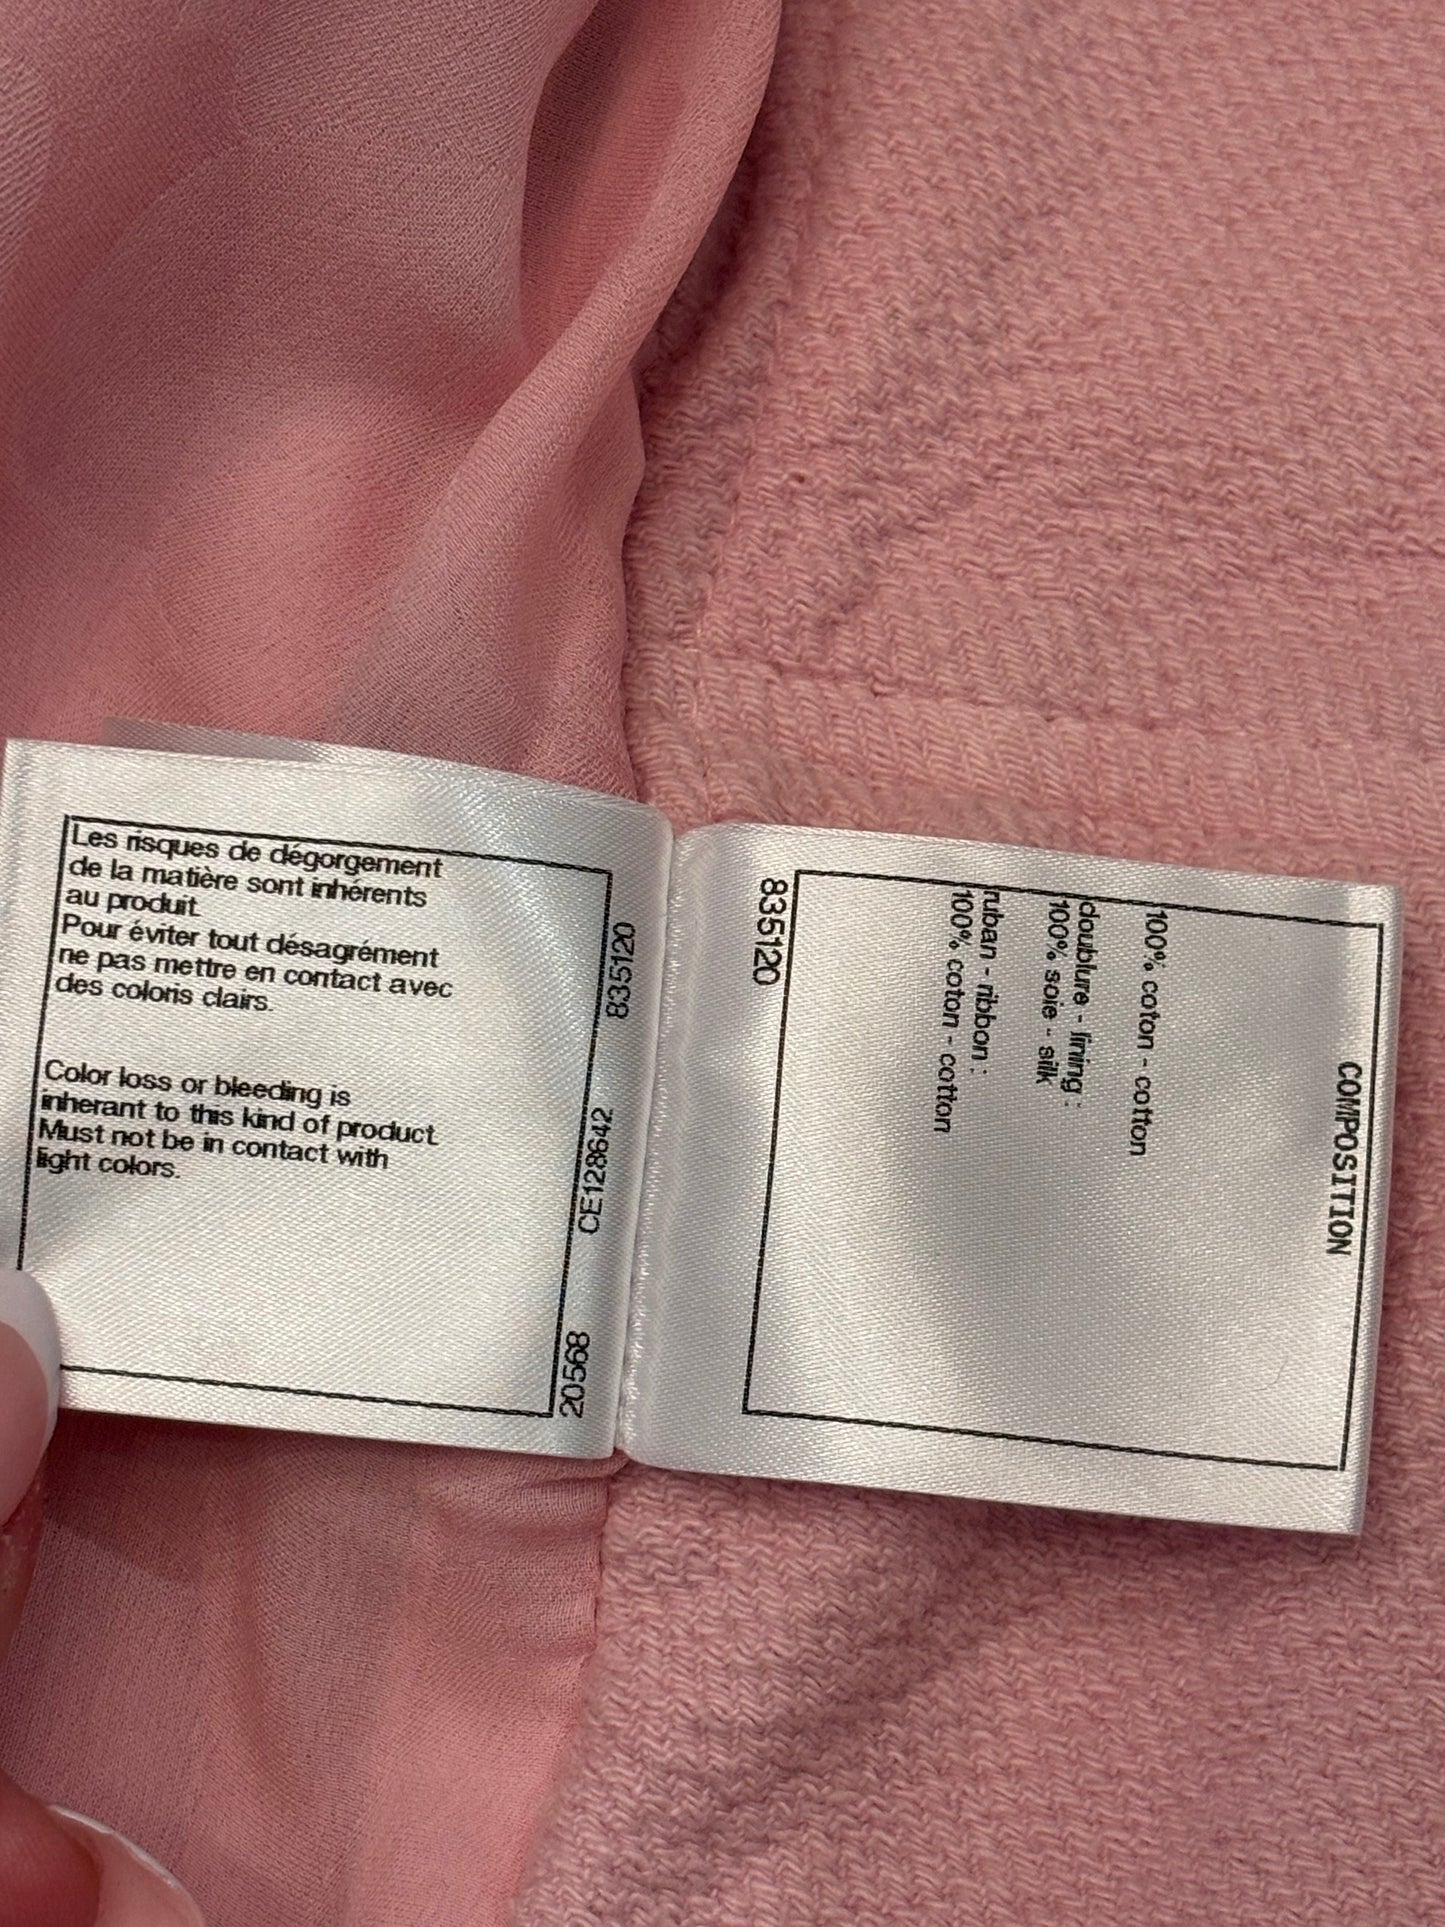 Les risques de dégorgement
de la matière sont inhérents
au produit.
Pour éviter tout désagrément
ne pas mettre en contact avec
des coloris clairs.
Color loss or bleeding is
inherant to this kind of product.
Must not be in contact with
light colors.
20568 CE128642 835120
COMPOSITION
100% coton - cotton
doublure - lining :
100% soie - silk
ruban - ribbon :
100% coton - cotton
835120